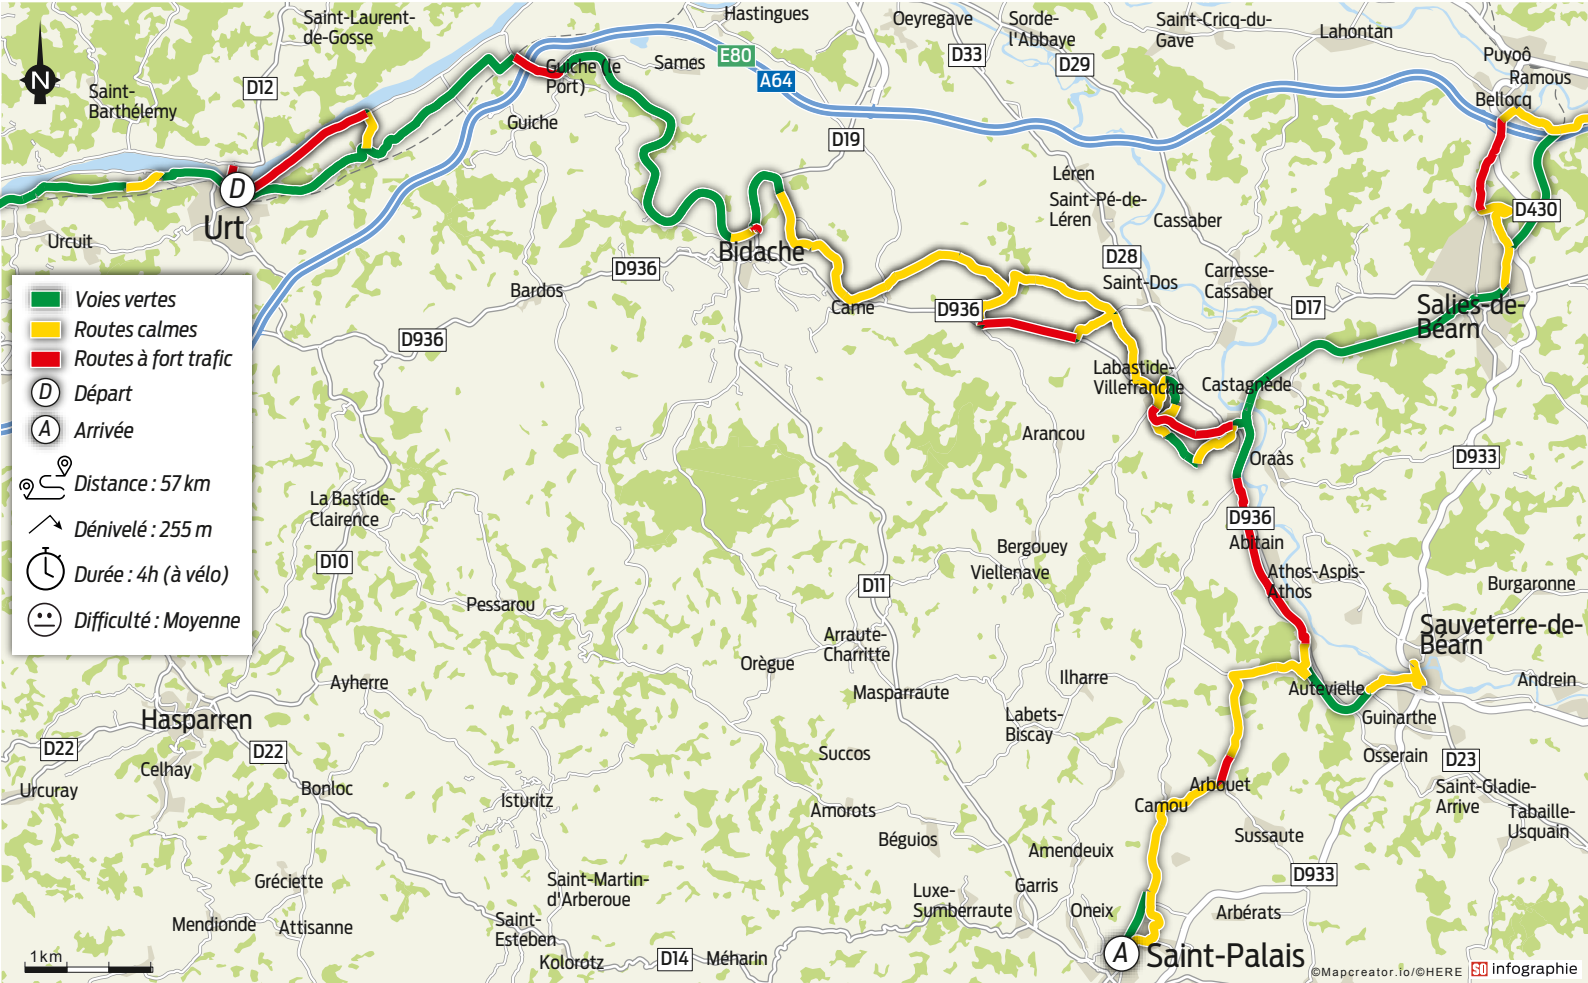 Saint-Laurent-
de-Gosse
Hastingues
Oeyregave
Sorde-
l'Abbaye
Saint-Cricq-du-
Gave
Lahontan
Puyoô
Ramous
Bellocq
N
Saint-
Barthélemy
D12
Guiche (le
Port)
Sames
E80
A64
D33
D29
Guiche
D19
Léren
Saint-Pé-de-
Léren
Cassaber
D430
D
Urt
Urcuit
Bidache
D936
Bardos
Came
D936
D28
Saint-Dos
Carresse-
Cassaber
D17
Salies-de-
Béarn
D936
Labastide-
Villefranche
Castagnède
Arancou
Oraàs
D933
Voies vertes
Routes calmes
Routes à fort trafic
D
Départ
A
Arrivée
Distance : 57 km
Dénivelé : 255 m
Durée : 4h (à vélo)
Difficulté : Moyenne
La Bastide-
Clairence
D10
D936
Abitain
Bergouey
Viellenave
Athos-Aspis-
Athos
Burgaronne
D11
Pessarou
Arraute-
Charritte
Orègue
Masparraute
Ilharre
Sauveterre-de-
Béarn
Autevielle
Andrein
Guinarthe
Ayherre
Hasparren
Labets-
Biscay
Osserain
D23
D22
D22
Succos
Celhay
Urcuray
Bonloc
Isturitz
Amorots
Arbouet
Camou
Saint-Gladie-
Arrive
Tabaille-
Usquain
Béguios
Sussaute
Amendeuix
D933
Gréciette
Saint-Martin-
d'Arberoue
Luxe-
Sumberraute
Garris
Oneix
Arbérats
Mendionde
Attisanne
Saint-
Esteben
Kolorotz
D14
Méharin
A
Saint-Palais
1km
©Mapcreator.io/©HERE
SO infographie